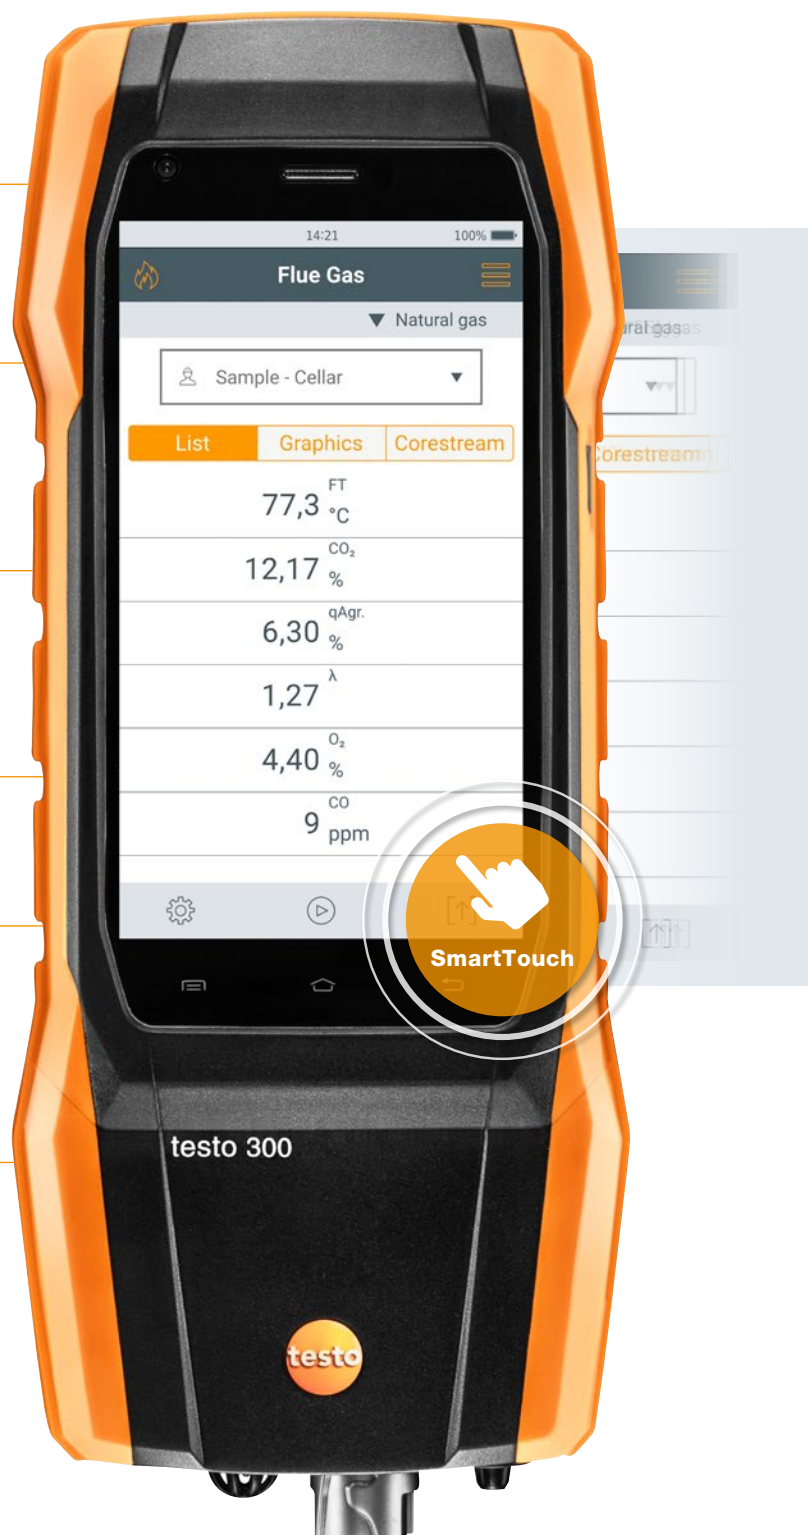 14:21 100%
Flue Gas
▼ Natural gas
Sample - Cellar ▼
List Graphics Corestream
77,3 FT °C
12,17 CO₂ %
6,30 qAgr. %
1,27 λ
4,40 O₂ %
9 CO ppm
SmartTouch
testo 300
testo
Corestream